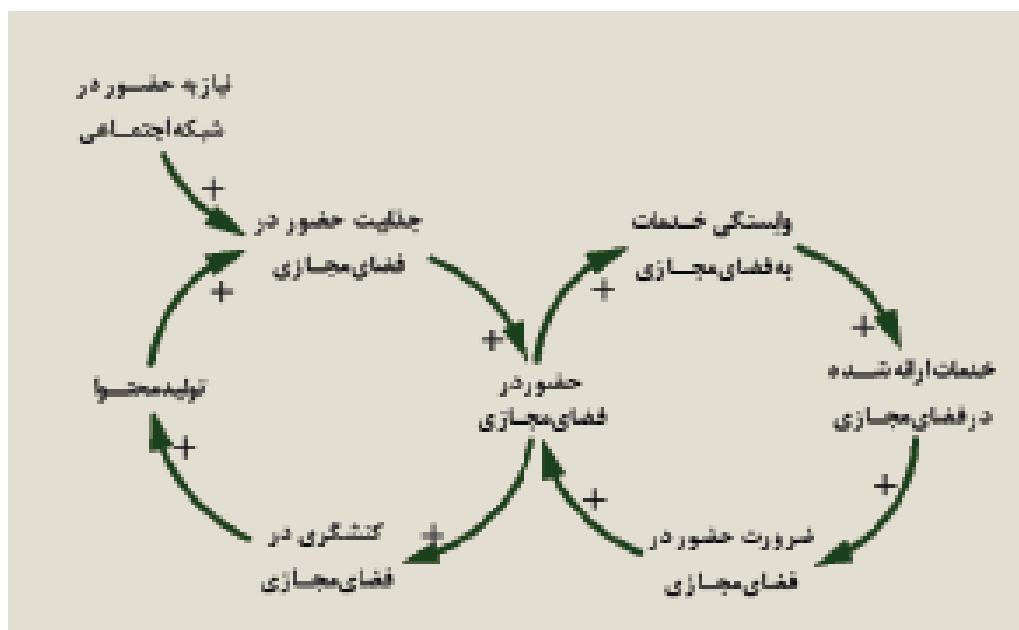 نیاز به حضور در
شبکه اجتماعی
+
جذابیت حضور در
فضای مجازی
+
+
وابستگی خدمات
به فضای مجازی
+
+
خدمات ارائه شده
در فضای مجازی
حضور در
فضای مجازی
تولید محتوا
+
+
+
+
ضرورت حضور در
فضای مجازی
کنشگری در
فضای مجازی